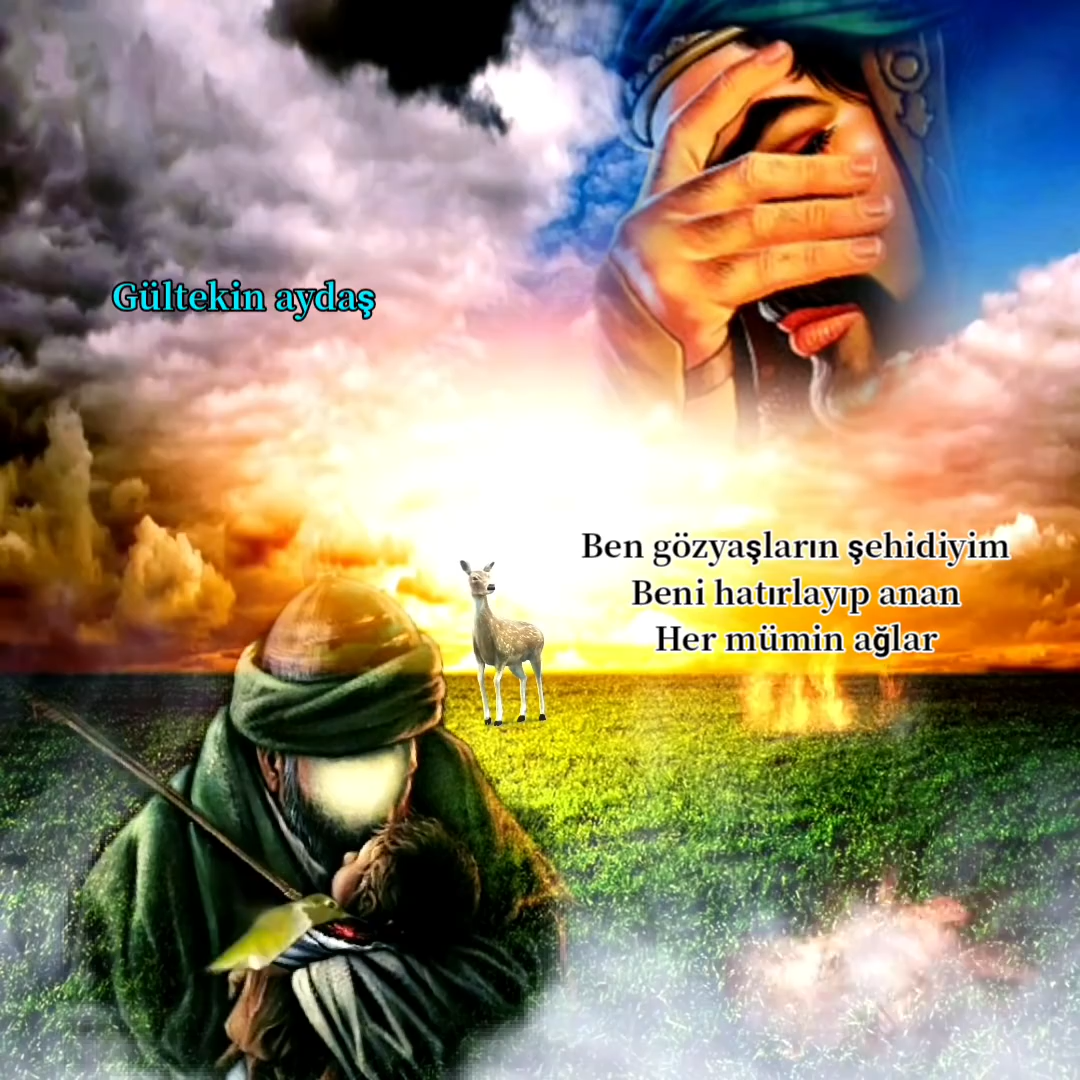 Gültekin aydaş
Ben gözyaşların şehidiyim
Beni hatırlayıp anan
Her mümin ağlar